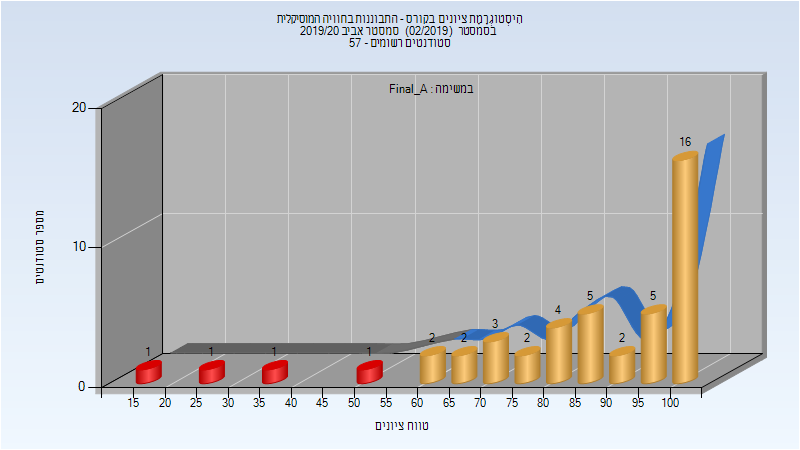 הִיסְטוֹגְרָמַת ציונים בקורס - התבוננות בחוויה המוסיקלית
בסמסטר (02/2019) סמסטר אביב 2019/20
סטודנטים רשומים - 57
במשימה : Final_A
מספר סטודנטים
20
10
0
1 1 1 1 2 2 3 2 4 5 2 5 16
15 20 25 30 35 40 45 50 55 60 65 70 75 80 85 90 95 100
טווח ציונים